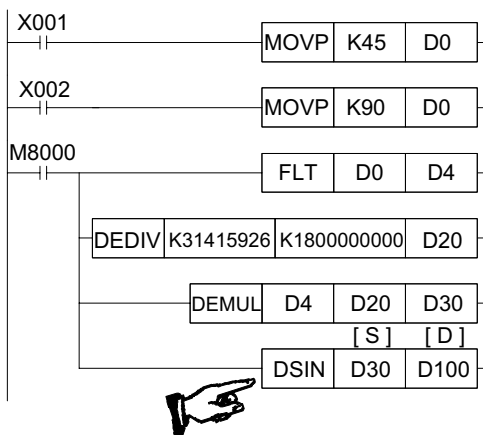 X001
MOVP K45 D0
X002
MOVP K90 D0
M8000
FLT D0 D4
DEDIV K31415926 K1800000000 D20
DEMUL D4 D20 D30
[ S ] [ D ]
DSIN D30 D100